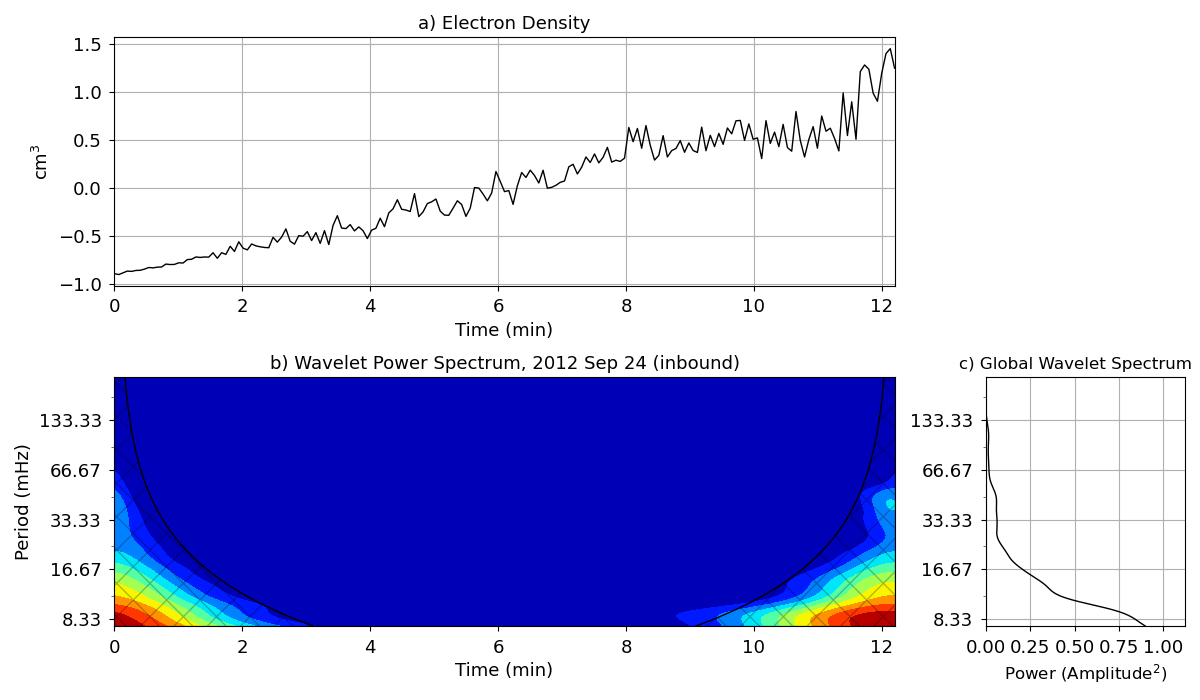 a) Electron Density
1.5
1.0
0.5
0.0
−0.5
−1.0
cm³
0 2 4 6 8 10 12
Time (min)
b) Wavelet Power Spectrum, 2012 Sep 24 (inbound)
133.33
66.67
33.33
16.67
8.33
Period (mHz)
0 2 4 6 8 10 12
Time (min)
c) Global Wavelet Spectrum
133.33
66.67
33.33
16.67
8.33
0.00 0.25 0.50 0.75 1.00
Power (Amplitude²)